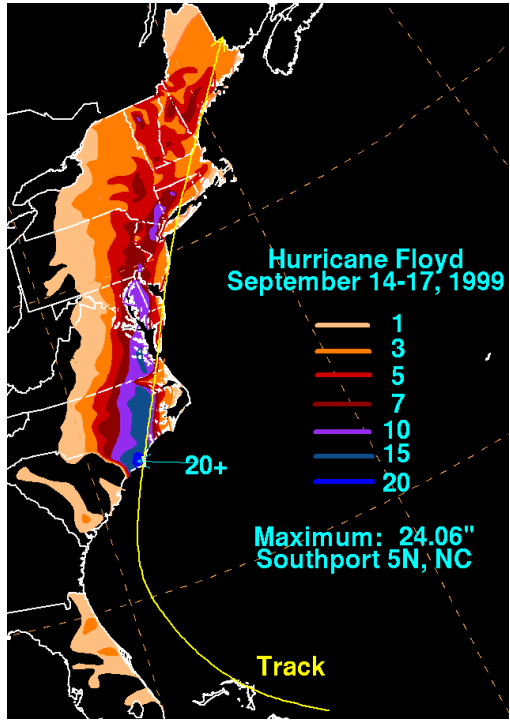 Hurricane Floyd
September 14-17, 1999
1
3
5
7
10
15
20
20+
Maximum: 24.06"
Southport 5N, NC
Track